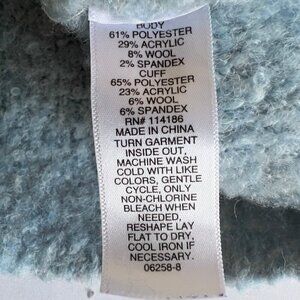 BODY
61% POLYESTER
29% ACRYLIC
8% WOOL
2% SPANDEX
CUFF
65% POLYESTER
23% ACRYLIC
6% WOOL
6% SPANDEX
RN# 114186
MADE IN CHINA
TURN GARMENT
INSIDE OUT,
MACHINE WASH
COLD WITH LIKE
COLORS, GENTLE
CYCLE, ONLY
NON-CHLORINE
BLEACH WHEN
NEEDED,
RESHAPE LAY
FLAT TO DRY,
COOL IRON IF
NECESSARY.
06258-8